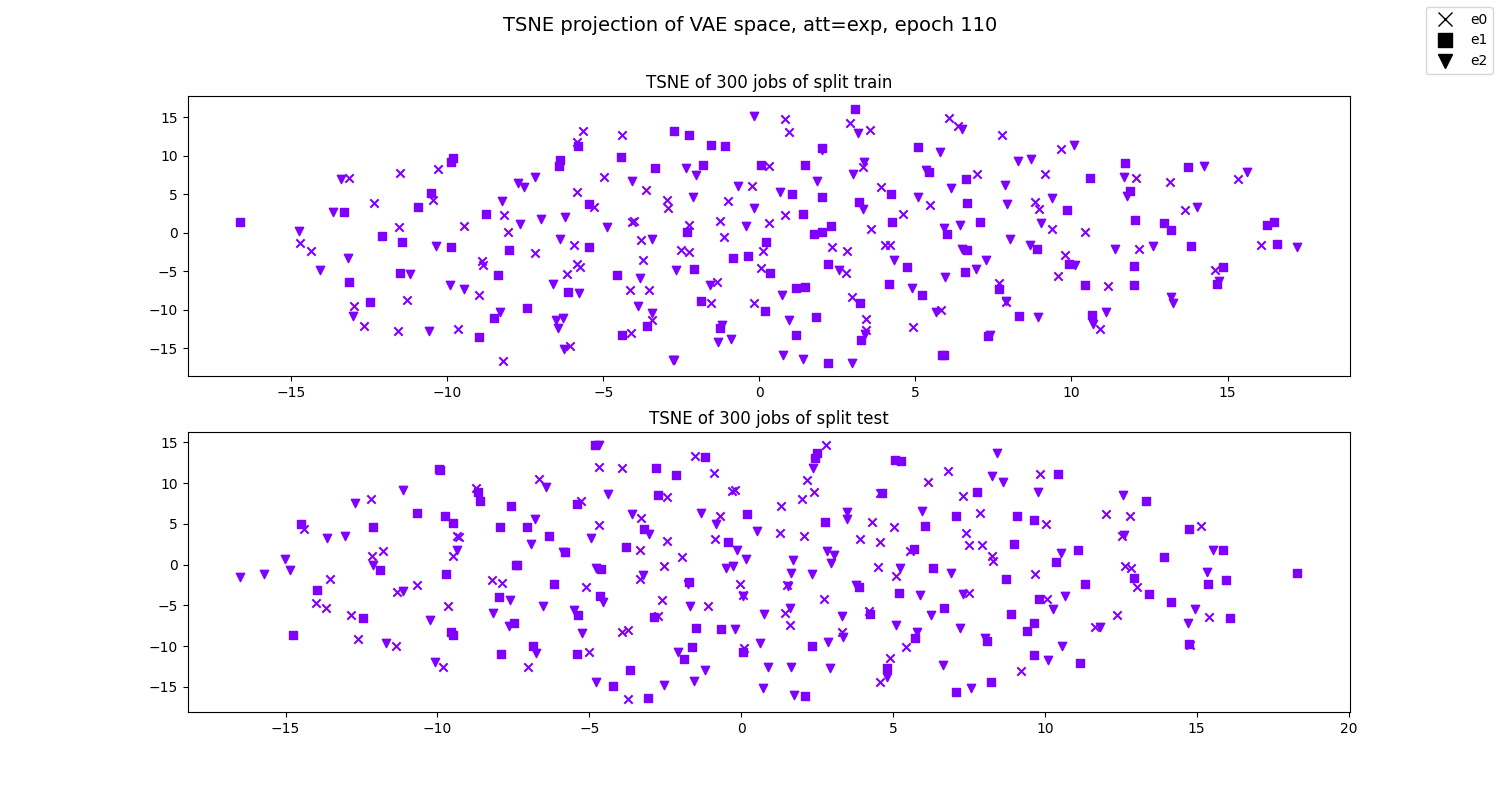 TSNE projection of VAE space, att=exp, epoch 110
e0
e1
e2
TSNE of 300 jobs of split train
15
10
5
0
−5
−10
−15
−15 −10 −5 0 5 10 15
TSNE of 300 jobs of split test
15
10
5
0
−5
−10
−15
−15 −10 −5 0 5 10 15 20